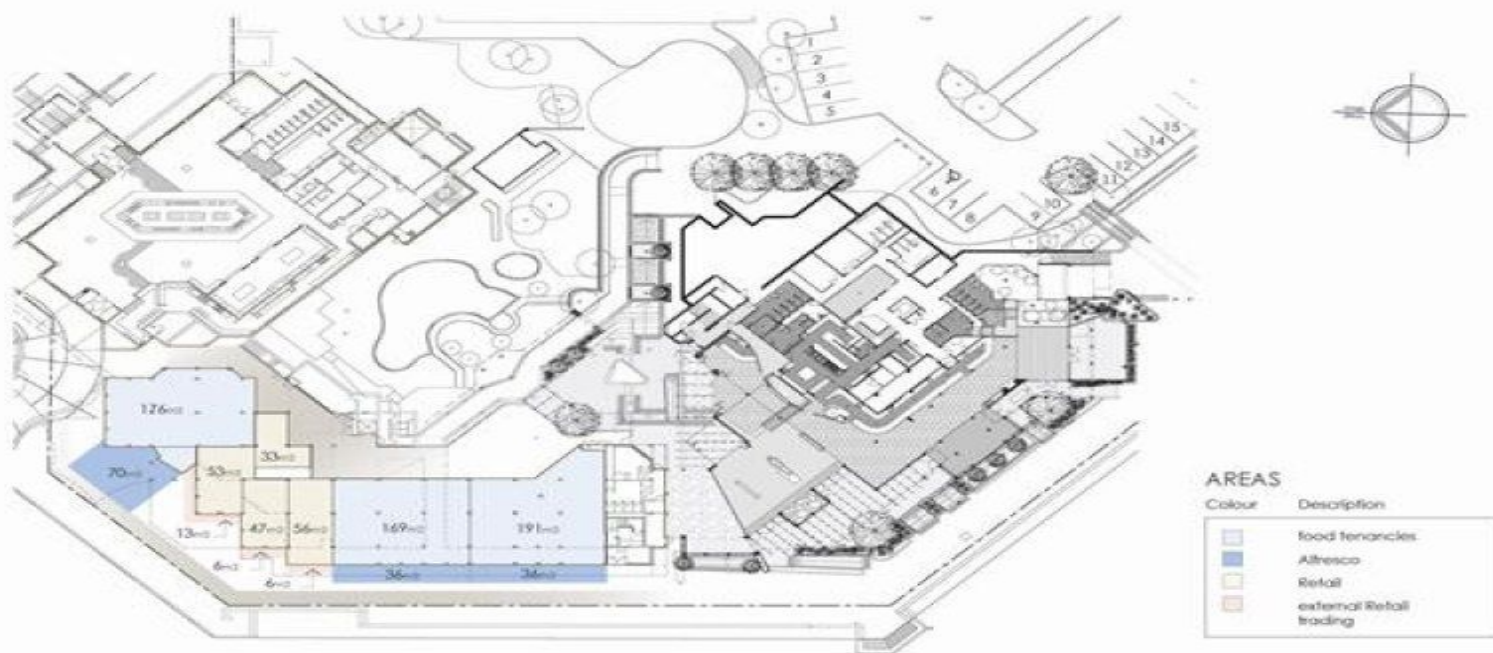 1
2
3
4
5
6
7
8
9
10
11
12
13
14
15
176m2
70m2
53m2
33m2
13m2
47m2
56m2
169m2
191m2
6m2
6m2
36m2
36m2
AREAS
Colour Description
food tenancies
Alfresco
Retail
external Retail
trading